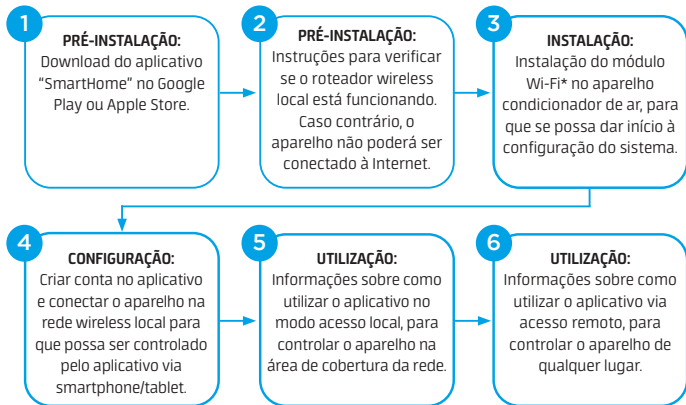 1
PRÉ-INSTALAÇÃO:
Download do aplicativo
“SmartHome” no Google
Play ou Apple Store.
2
PRÉ-INSTALAÇÃO:
Instruções para verificar
se o roteador wireless
local está funcionando.
Caso contrário, o
aparelho não poderá ser
conectado à Internet.
3
INSTALAÇÃO:
Instalação do módulo
Wi-Fi* no aparelho
condicionador de ar, para
que se possa dar início à
configuração do sistema.
4
CONFIGURAÇÃO:
Criar conta no aplicativo
e conectar o aparelho na
rede wireless local para
que possa ser controlado
pelo aplicativo via
smartphone/tablet.
5
UTILIZAÇÃO:
Informações sobre como
utilizar o aplicativo no
modo acesso local, para
controlar o aparelho na
área de cobertura da rede.
6
UTILIZAÇÃO:
Informações sobre como
utilizar o aplicativo via
acesso remoto, para
controlar o aparelho de
qualquer lugar.